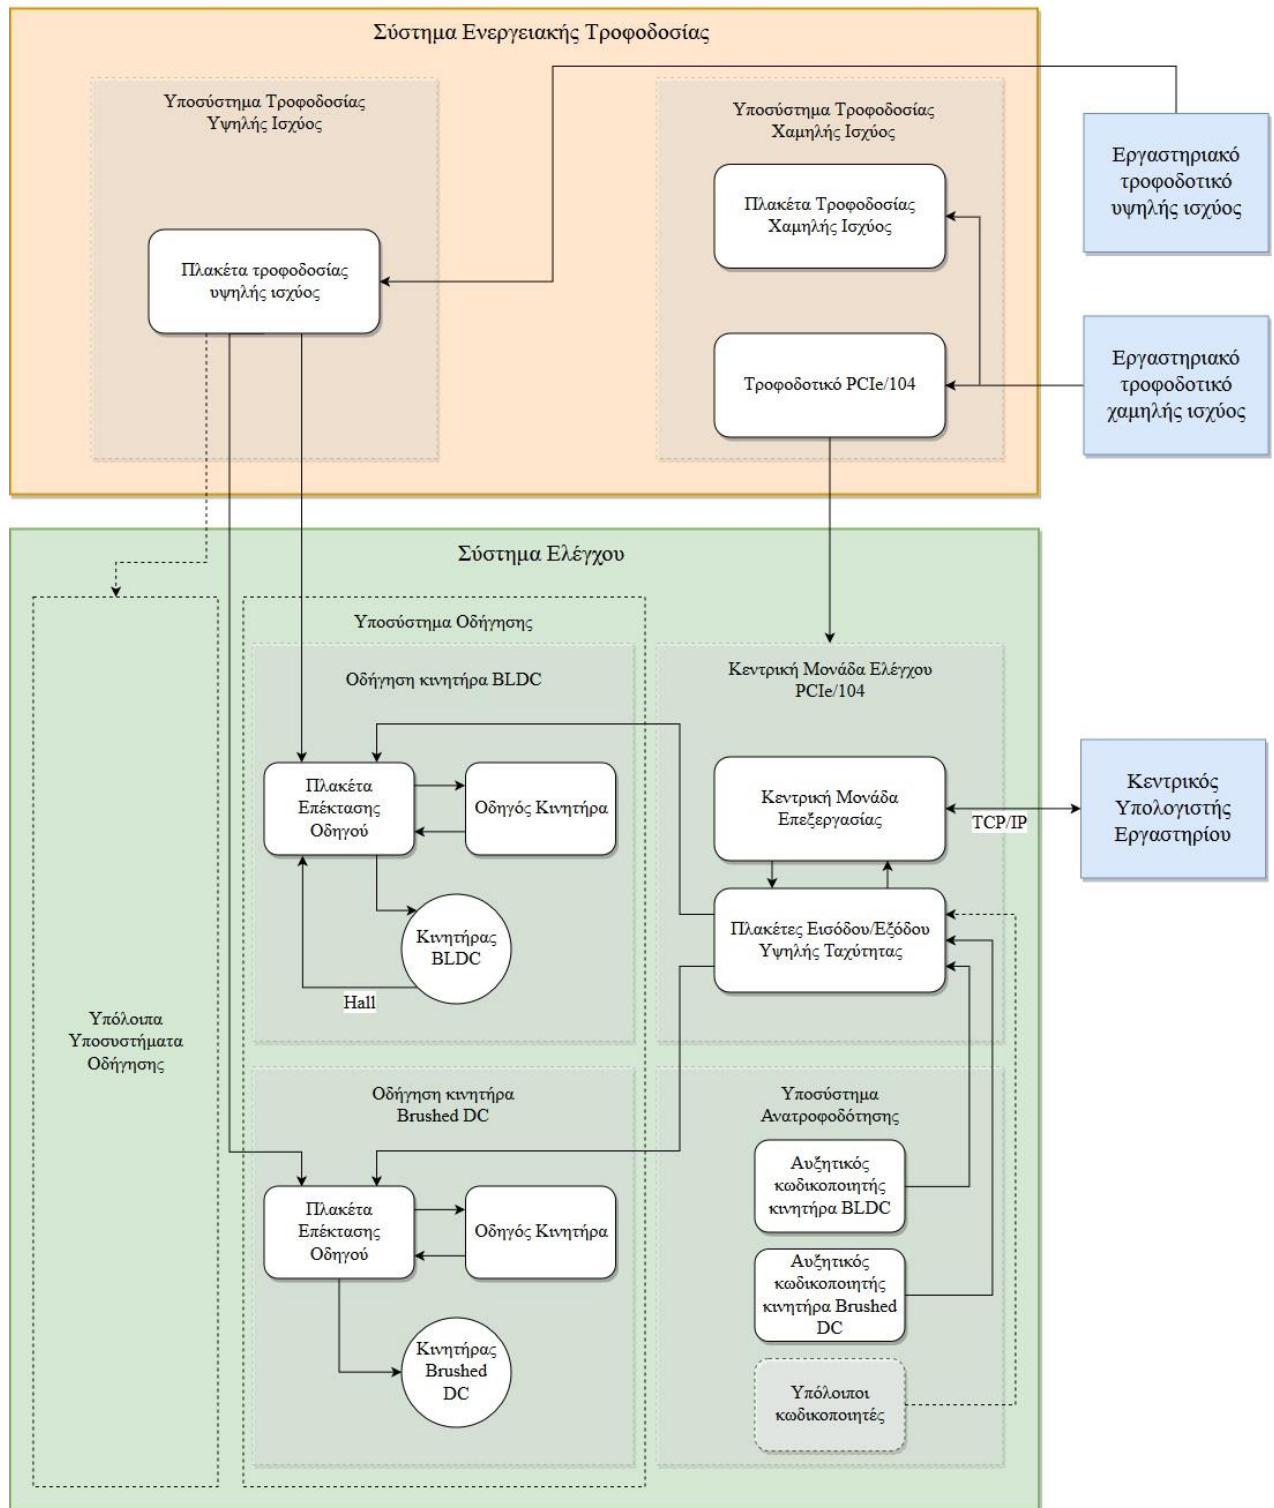 Σύστημα Ενεργειακής Τροφοδοσίας
Υποσύστημα Τροφοδοσίας
Υψηλής Ισχύος
Υποσύστημα Τροφοδοσίας
Χαμηλής Ισχύος
Εργαστηριακό
τροφοδοτικό
υψηλής ισχύος
Πλακέτα Τροφοδοσίας
Χαμηλής Ισχύος
Πλακέτα τροφοδοσίας
υψηλής ισχύος
Τροφοδοτικό PCIe/104
Εργαστηριακό
τροφοδοτικό
χαμηλής ισχύος
Σύστημα Ελέγχου
Υποσύστημα Οδήγησης
Οδήγηση κινητήρα BLDC
Κεντρική Μονάδα Ελέγχου
PCIe/104
Πλακέτα
Επέκτασης
Οδηγού
Οδηγός Κινητήρα
Κεντρική Μονάδα
Επεξεργασίας
TCP/IP
Κεντρικός
Υπολογιστής
Εργαστηρίου
Κινητήρας
BLDC
Hall
Πλακέτες Εισόδου/Εξόδου
Υψηλής Ταχύτητας
Υπόλοιπα
Υποσυστήματα
Οδήγησης
Οδήγηση κινητήρα
Brushed DC
Υποσύστημα
Ανατροφοδότησης
Πλακέτα
Επέκτασης
Οδηγού
Οδηγός Κινητήρα
Αυξητικός
κωδικοποιητής
κινητήρα BLDC
Αυξητικός
κωδικοποιητής
κινητήρα Brushed
DC
Κινητήρας
Brushed
DC
Υπόλοιποι
κωδικοποιητές